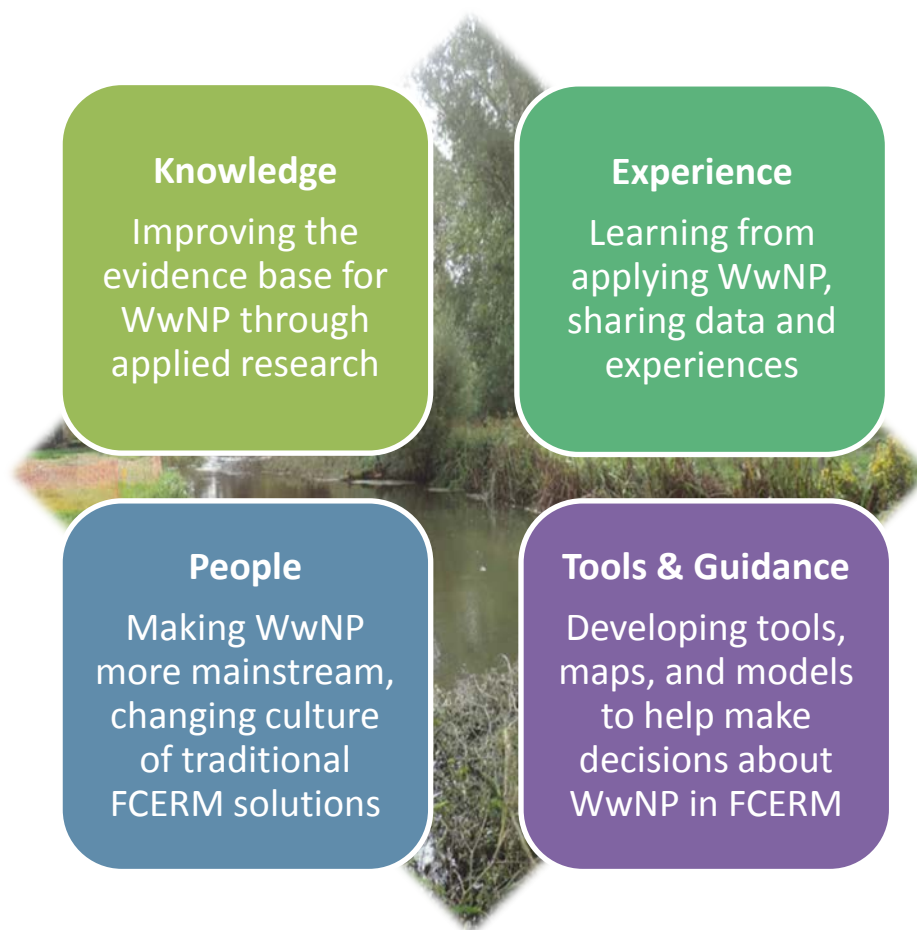 Knowledge
Improving the
evidence base for
WwNP through
applied research
Experience
Learning from
applying WwNP,
sharing data and
experiences
People
Making WwNP
more mainstream,
changing culture
of traditional
FCERM solutions
Tools & Guidance
Developing tools,
maps, and models
to help make
decisions about
WwNP in FCERM